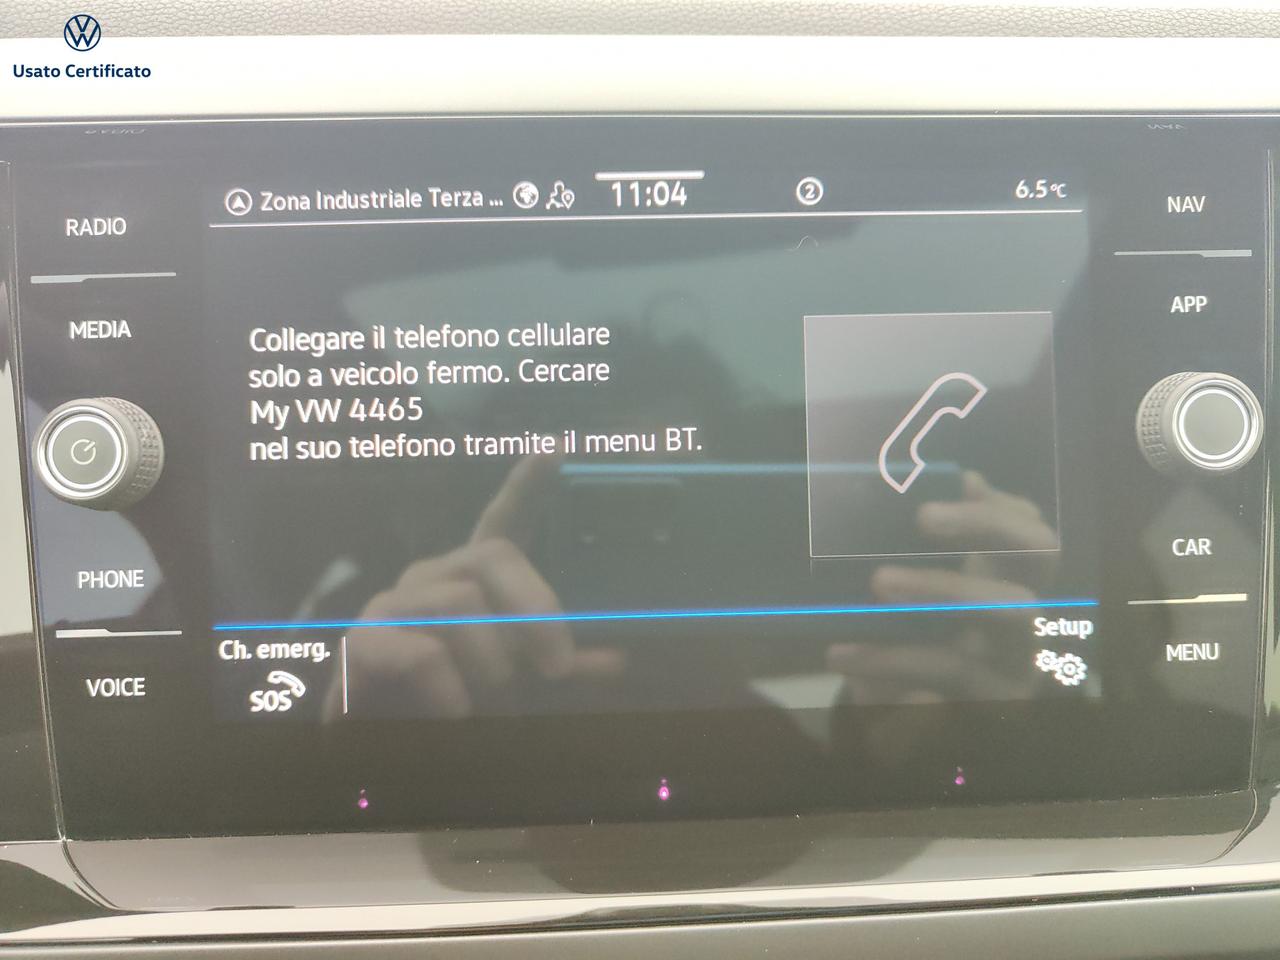 Usato Certificato
RADIO
MEDIA
PHONE
VOICE
Zona Industriale Terza ...
11:04
2
6.5°C
Collegare il telefono cellulare
solo a veicolo fermo. Cercare
My VW 4465
nel suo telefono tramite il menu BT.
Ch. emerg.
SOS
Setup
NAV
APP
CAR
MENU